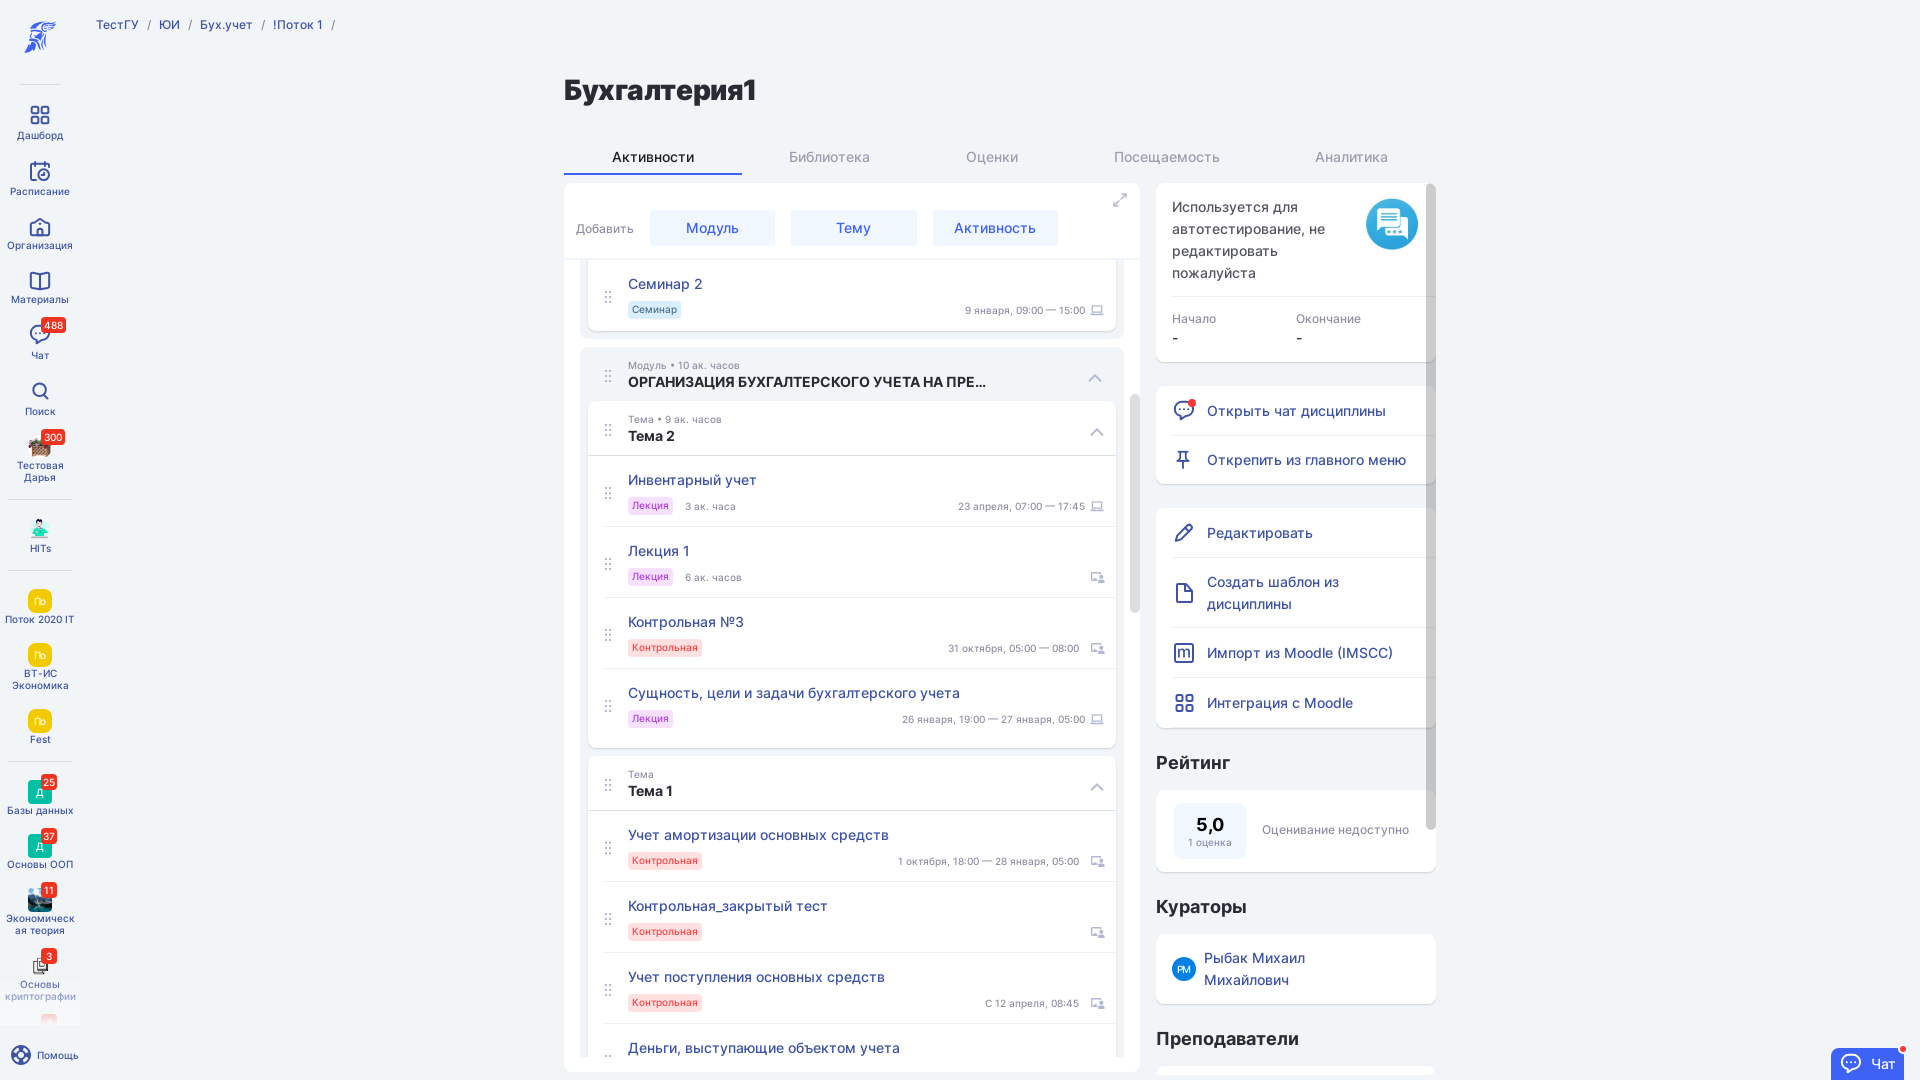 ТестГУ / ЮИ / Бух.учет / !Поток 1 /
Дашборд
Расписание
Организация
Материалы
488
Чат
Поиск
300
Тестовая
Дарья
HITs
По
Поток 2020 IT
По
ВТ-ИС
Экономика
По
Fest
25
Д
Базы данных
37
Д
Основы ООП
11
Экономическ
ая теория
3
Основы
криптографии
Помощь
Бухгалтерия1
Активности
Библиотека
Оценки
Посещаемость
Аналитика
Добавить
Модуль
Тему
Активность
Семинар 2
Семинар
9 января, 09:00 — 15:00
Модуль • 10 ак. часов
ОРГАНИЗАЦИЯ БУХГАЛТЕРСКОГО УЧЕТА НА ПРЕ...
Тема • 9 ак. часов
Тема 2
Инвентарный учет
Лекция 3 ак. часа 23 апреля, 07:00 — 17:45
Лекция 1
Лекция 6 ак. часов
Контрольная №3
Контрольная 31 октября, 05:00 — 08:00
Сущность, цели и задачи бухгалтерского учета
Лекция 26 января, 19:00 — 27 января, 05:00
Тема
Тема 1
Учет амортизации основных средств
Контрольная 1 октября, 18:00 — 28 января, 05:00
Контрольная_закрытый тест
Контрольная
Учет поступления основных средств
Контрольная С 12 апреля, 08:45
Деньги, выступающие объектом учета
Используется для
автотестирование, не
редактировать
пожалуйста
Начало Окончание
- -
Открыть чат дисциплины
Открепить из главного меню
Редактировать
Создать шаблон из
дисциплины
m Импорт из Moodle (IMSCC)
Интеграция с Moodle
Рейтинг
5,0
1 оценка
Оценивание недоступно
Кураторы
РМ
Рыбак Михаил
Михайлович
Преподаватели
Чат